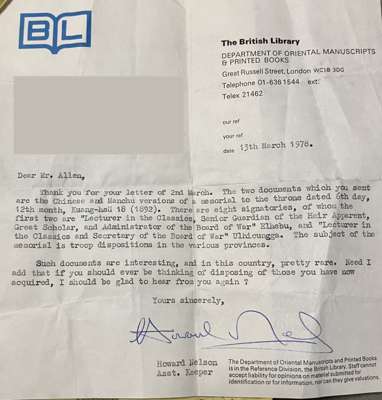 BL
The British Library
DEPARTMENT OF ORIENTAL MANUSCRIPTS
& PRINTED BOOKS
Great Russell Street, London WC1B 3DG
Telephone 01-636 1544 ext:
Telex 21462
our ref
your ref
date 13th March 1978.
Dear Mr. Allen,
Thank you for your letter of 2nd March. The two documents which you sent
are the Chinese and Manchu versions of a memorial to the throne dated 6th day,
12th month, Kuang-hsü 18 (1892). There are eight signatories, of whom the
first two are "Lecturer in the Classics, Senior Guardian of the Heir Apparent,
Great Scholar, and Administrator of the Board of War" Elhebu, and "Lecturer in
the Classics and Secretary of the Board of War" Ulhicungga. The subject of the
memorial is troop dispositions in the various provinces.
Such documents are interesting, and in this country, pretty rare. Need I
add that if you should ever be thinking of disposing of those you have now
acquired, I should be glad to hear from you again ?
Yours sincerely,
Howard Nelson
Howard Nelson
Asst. Keeper
The Department of Oriental Manuscripts and Printed Books
is in the Reference Division, the British Library. Staff cannot
accept liability for opinions on material submitted for
identification or for information, nor can they give valuations.